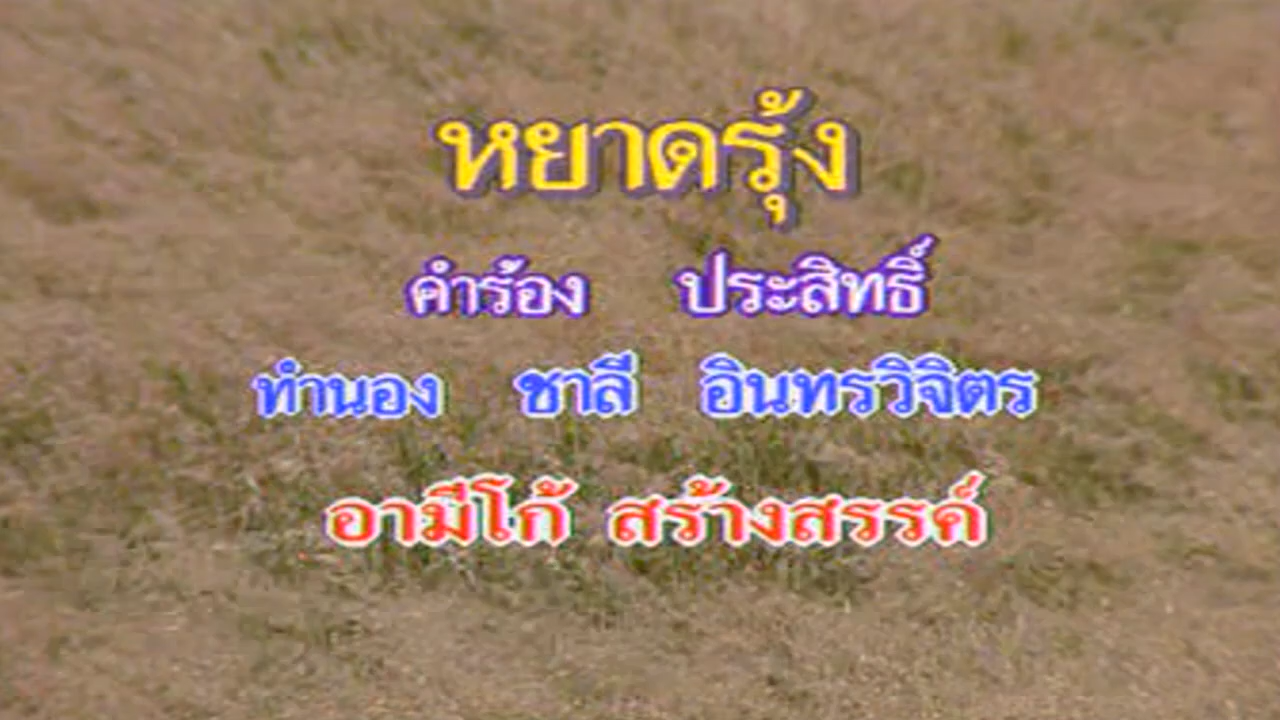 หยาดรุ้ง
คำร้อง ประสิทธิ์
ทำนอง ชาลี อินทรวิจิตร
อามีโก้ สร้างสรรค์